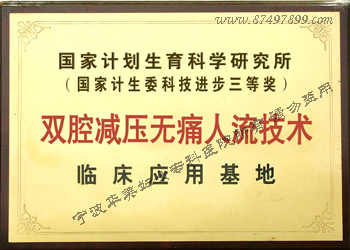 www.87497899.com
国家计划生育科学研究所
（国家计生委科技进步三等奖）
双腔减压无痛人流技术
临床应用基地